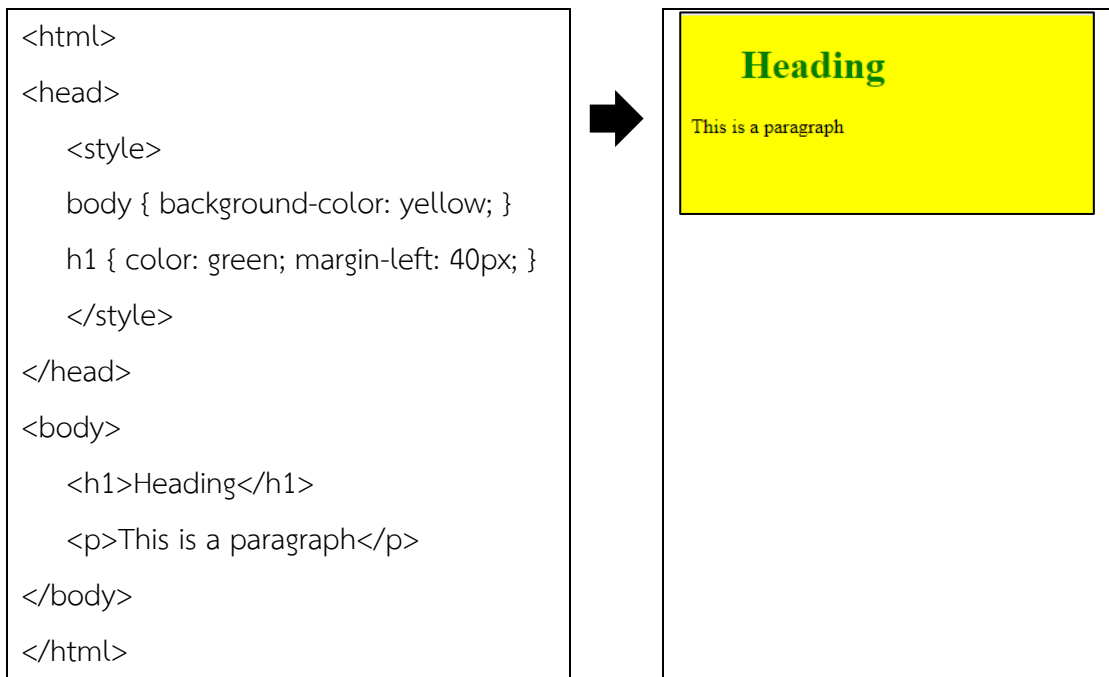 <html>
<head>
<style>
body { background-color: yellow; }
h1 { color: green; margin-left: 40px; }
</style>
</head>
<body>
<h1>Heading</h1>
<p>This is a paragraph</p>
</body>
</html>
Heading
This is a paragraph